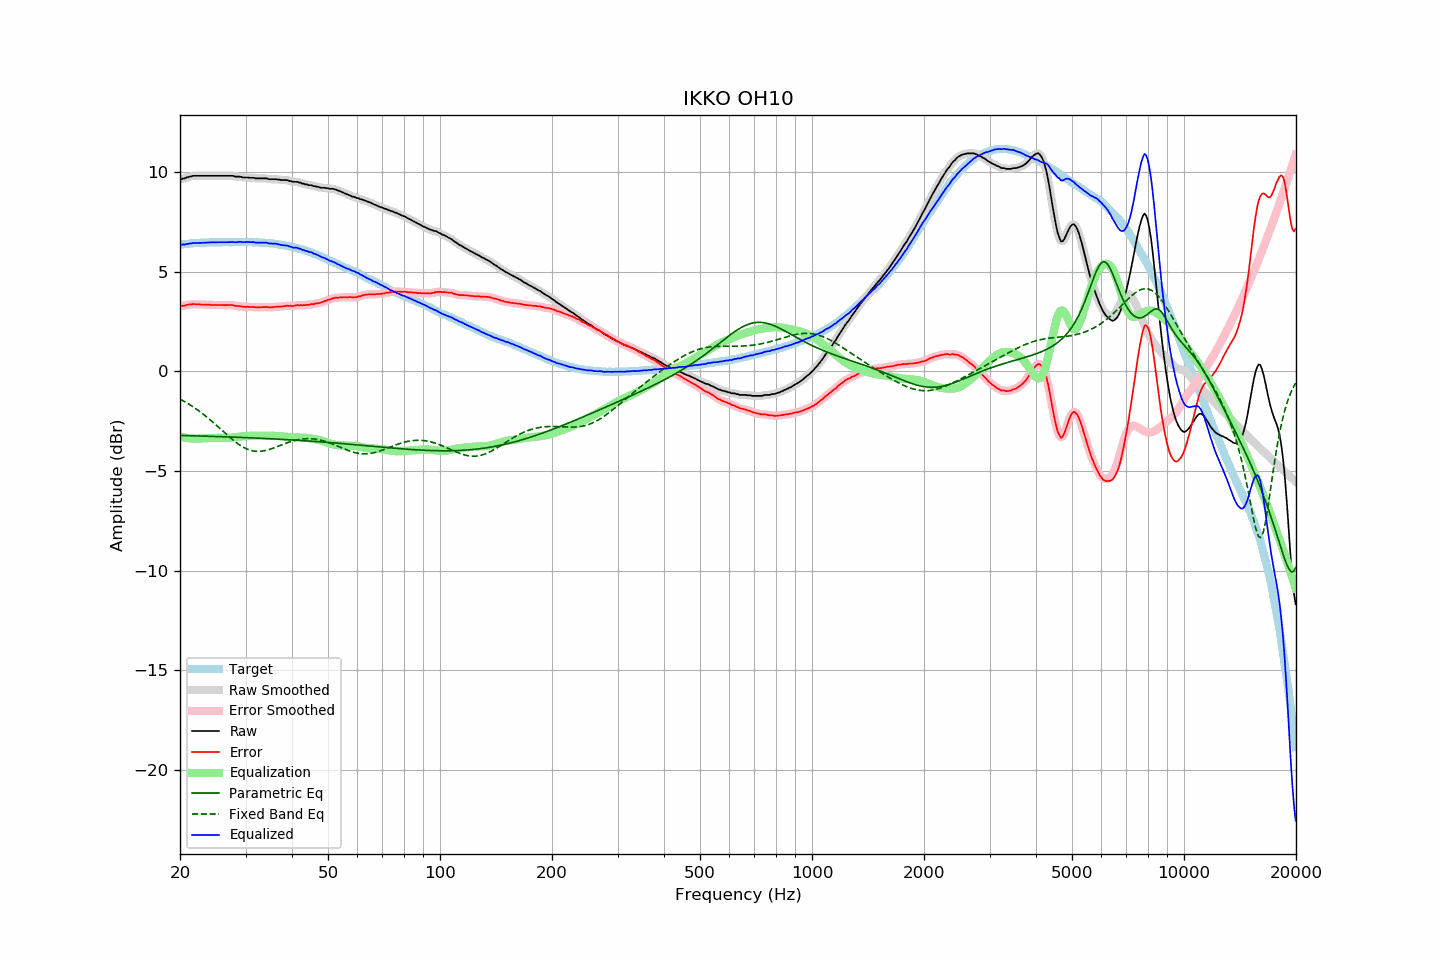 IKKO OH10
Amplitude (dBr)
10
5
0
−5
−10
−15
−20
Target
Raw Smoothed
Error Smoothed
Raw
Error
Equalization
Parametric Eq
Fixed Band Eq
Equalized
20 50 100 200 500 1000 2000 5000 10000 20000
Frequency (Hz)